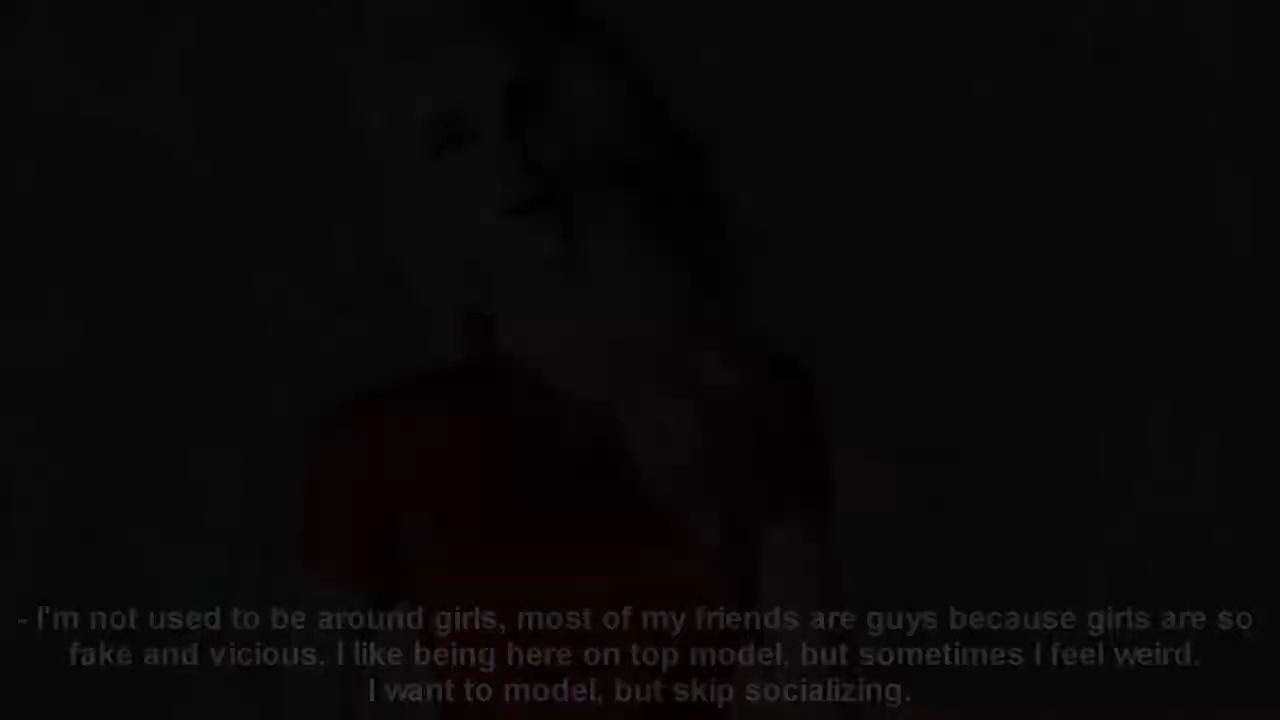 - I'm not used to be around girls, most of my friends are guys because girls are so
fake and vicious. I like being here on top model, but sometimes I feel weird.
I want to model, but skip socializing.